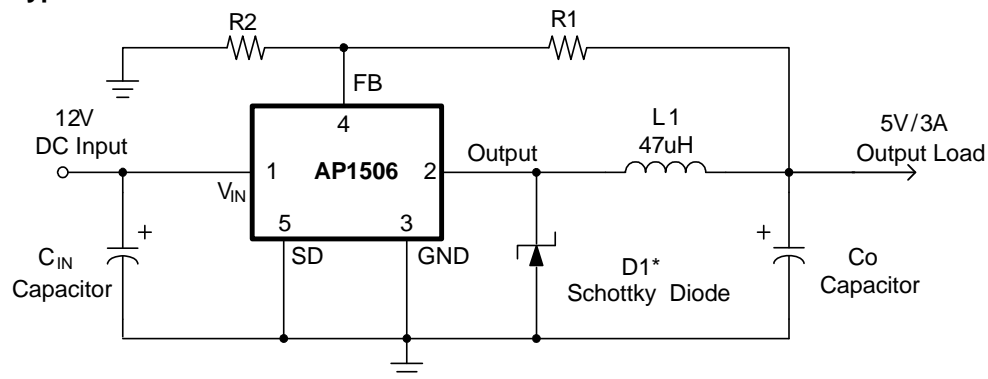 R2
R1
FB
4
12V
DC Input
L1
47uH
5V/3A
Output Load
Output
1
AP1506
2
VIN
5
3
SD
GND
+
CIN
Capacitor
D1*
Schottky Diode
+
Co
Capacitor